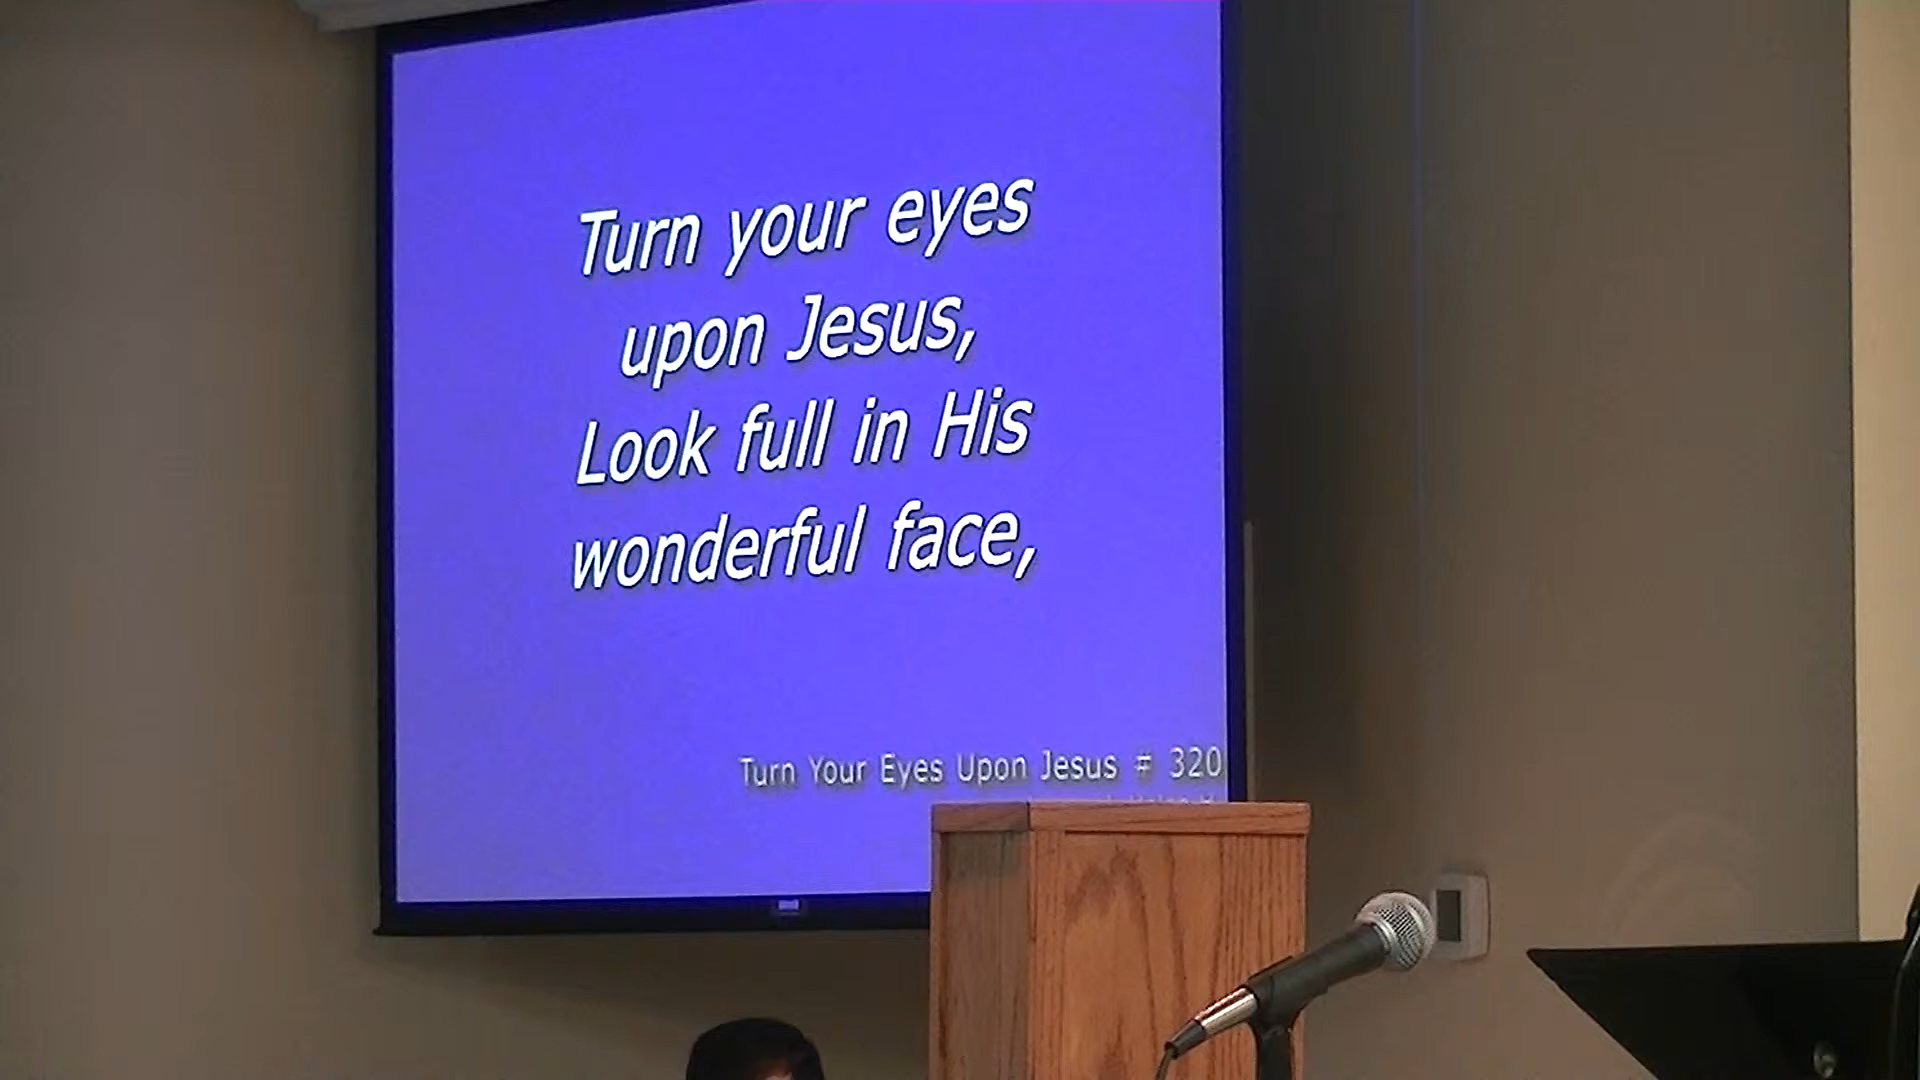 Turn your eyes
upon Jesus,
Look full in His
wonderful face,
Turn Your Eyes Upon Jesus # 320